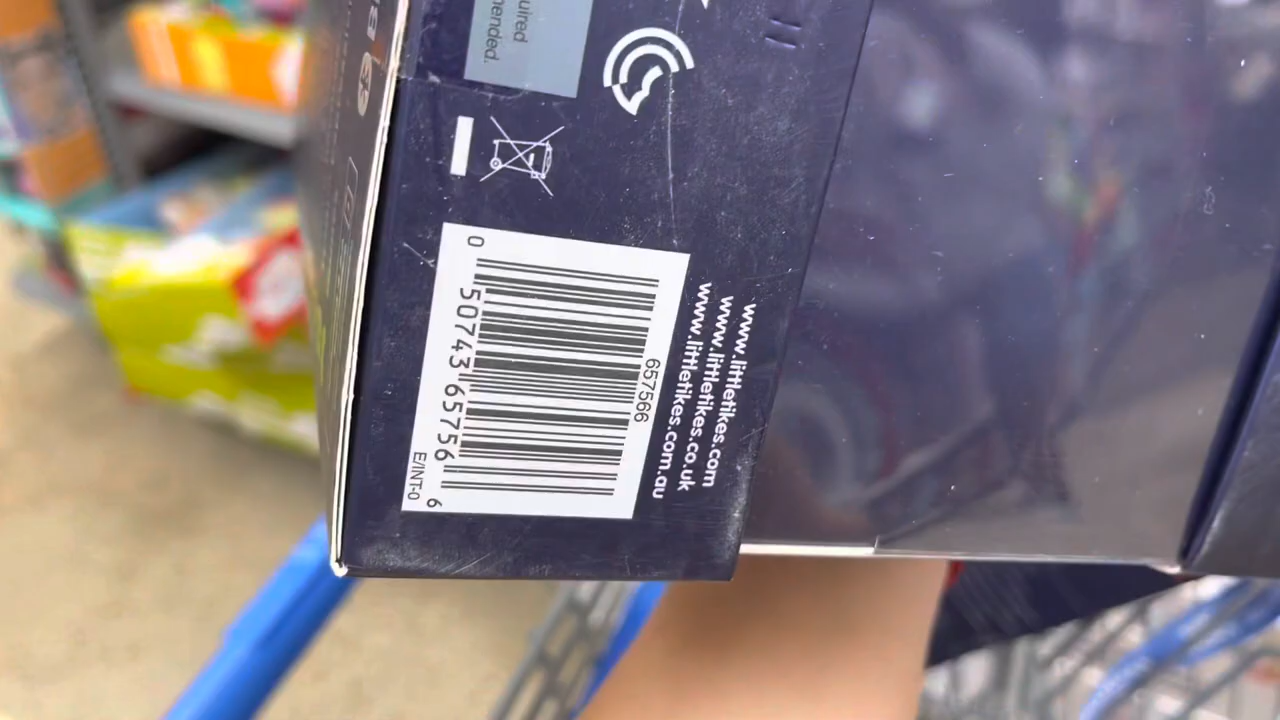 uired
nended.
657566
0 50743 65756 6
E/INT-0
www.littletikes.com
www.littletikes.co.uk
www.littletikes.com.au